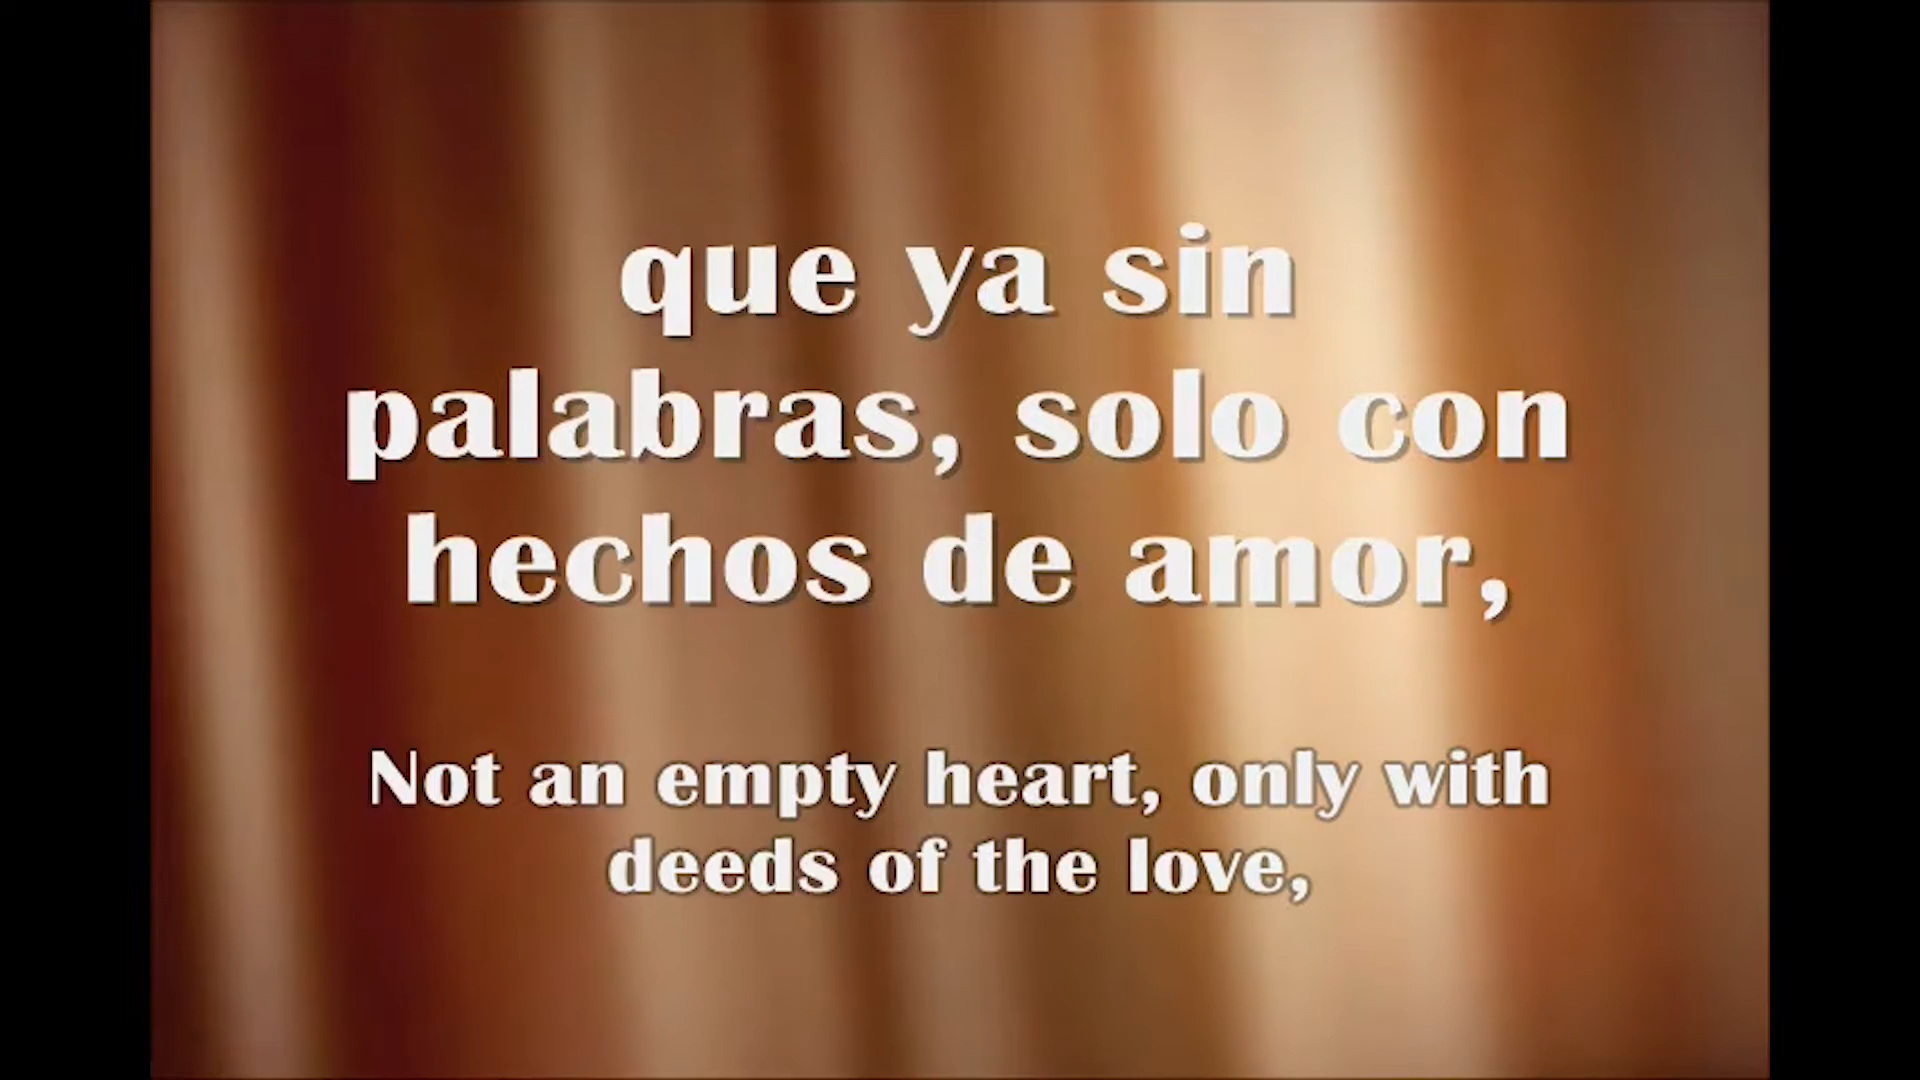 que ya sin
palabras, solo con
hechos de amor,
Not an empty heart, only with
deeds of the love,